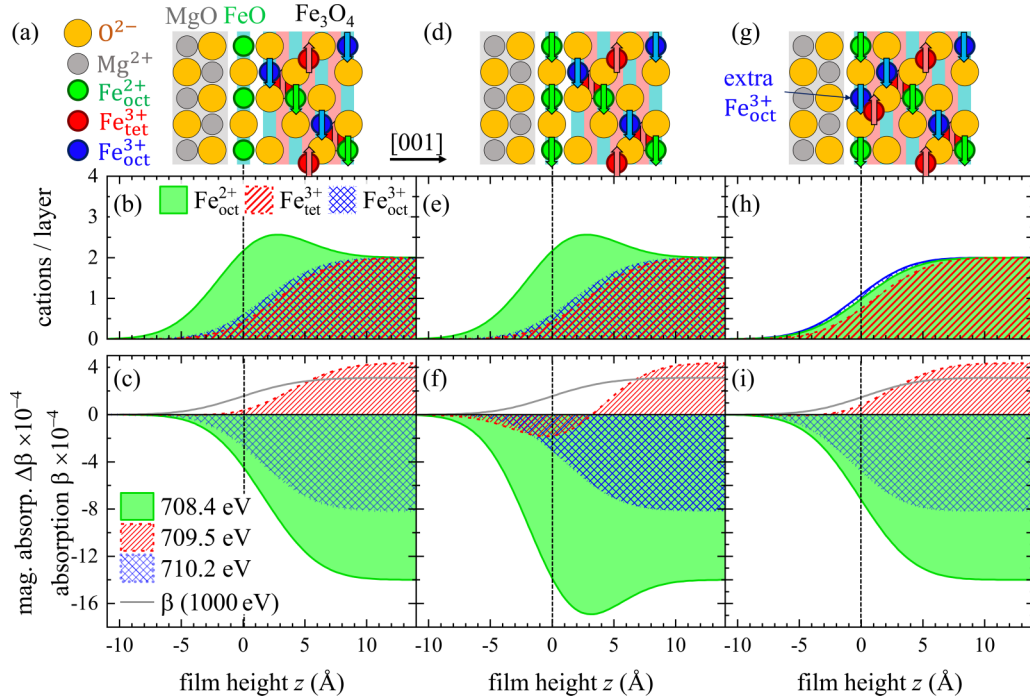 (a)
MgO FeO Fe₃O₄
O²⁻
Mg²⁺
Fe²⁺oct
Fe³⁺tet
Fe³⁺oct
[001]
(d)
(g)
extra
Fe³⁺oct
cations / layer
4
3
2
1
0
(b)
Fe²⁺oct Fe³⁺tet Fe³⁺oct
(e)
(h)
mag. absorp. Δβ ×10⁻⁴
absorption β ×10⁻⁴
4
0
-4
-8
-12
-16
(c)
708.4 eV
709.5 eV
710.2 eV
β (1000 eV)
(f)
(i)
-10 -5 0 5 10
-10 -5 0 5 10
-10 -5 0 5 10
film height z (Å)
film height z (Å)
film height z (Å)